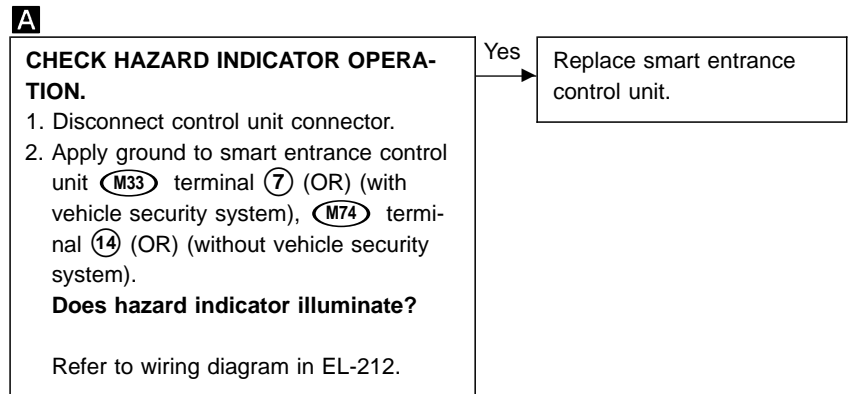 A
CHECK HAZARD INDICATOR OPERA-
TION.
1. Disconnect control unit connector.
2. Apply ground to smart entrance control
unit M33 terminal 7 (OR) (with
vehicle security system), M74 termi-
nal 14 (OR) (without vehicle security
system).
Does hazard indicator illuminate?
Refer to wiring diagram in EL-212.
Yes
Replace smart entrance
control unit.